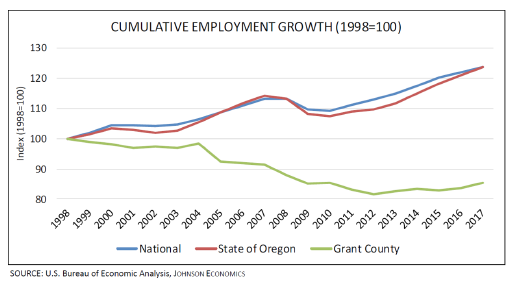 CUMULATIVE EMPLOYMENT GROWTH (1998=100)
130
120
110
100
90
80
Index (1998=100)
1998 1999 2000 2001 2002 2003 2004 2005 2006 2007 2008 2009 2010 2011 2012 2013 2014 2015 2016 2017
National State of Oregon Grant County
SOURCE: U.S. Bureau of Economic Analysis, JOHNSON ECONOMICS